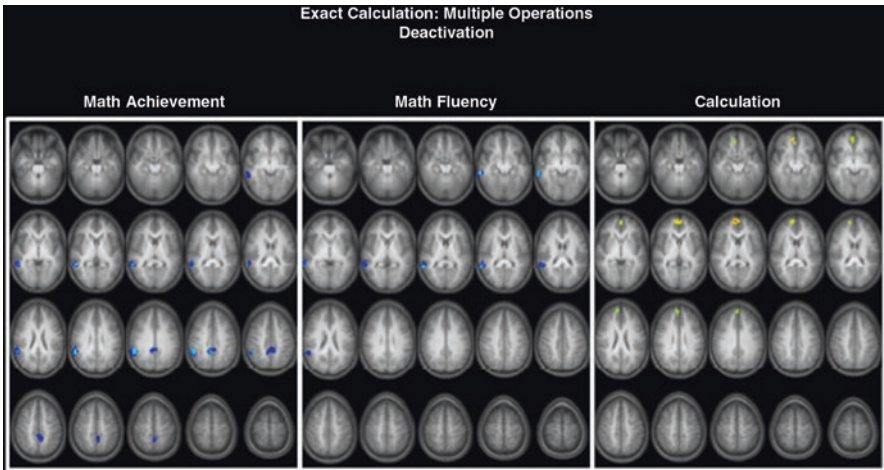 Exact Calculation: Multiple Operations
Deactivation
Math Achievement
Math Fluency
Calculation